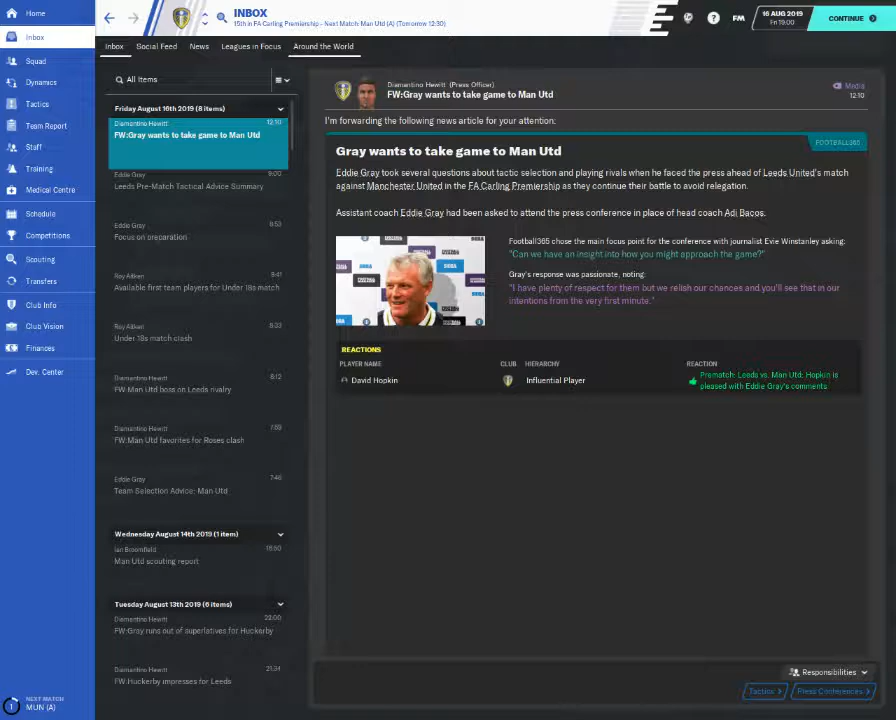 Home
Inbox
Squad
Dynamics
Tactics
Team Report
Staff
Training
Medical Centre
Schedule
Competitions
Scouting
Transfers
Club Info
Club Vision
Finances
Dev. Center
NEXT MATCH
MUN (A)
INBOX
15th in FA Carling Premiership - Next Match: Man Utd (A) (Tomorrow 12:30)
FM
16 AUG 2019
Fri 19:00
CONTINUE
Inbox
Social Feed
News
Leagues in Focus
Around the World
All Items
Friday August 16th 2019 (8 items)
Diamantino Hewitt
12:10
FW:Gray wants to take game to Man Utd
Eddie Gray
9:00
Leeds Pre-Match Tactical Advice Summary
Eddie Gray
8:53
Focus on preparation
Roy Aitken
8:41
Available first team players for Under 18s match
Roy Aitken
8:33
Under 18s match clash
Diamantino Hewitt
8:12
FW:Man Utd boss on Leeds rivalry
Diamantino Hewitt
7:59
FW:Man Utd favorites for Roses clash
Eddie Gray
7:46
Team Selection Advice: Man Utd
Wednesday August 14th 2019 (1 item)
Ian Broomfield
Man Utd scouting report
Tuesday August 13th 2019 (6 items)
Diamantino Hewitt
22:00
FW:Gray runs out of superlatives for Huckerby
Diamantino Hewitt
21:31
FW:Huckerby impresses for Leeds
Diamantino Hewitt (Press Officer)
FW:Gray wants to take game to Man Utd
Media
12:10
I'm forwarding the following news article for your attention:
FOOTBALL365
Gray wants to take game to Man Utd
Eddie Gray took several questions about tactic selection and playing rivals when he faced the press ahead of Leeds United's match
against Manchester United in the FA Carling Premiership as they continue their battle to avoid relegation.
Assistant coach Eddie Gray had been asked to attend the press conference in place of head coach Adi Bacos.
Football365 chose the main focus point for the conference with journalist Evie Winstanley asking:
"Can we have an insight into how you might approach the game?"
Gray's response was passionate, noting:
"I have plenty of respect for them but we relish our chances and you'll see that in our
intentions from the very first minute."
REACTIONS
PLAYER NAME
CLUB
HIERARCHY
REACTION
David Hopkin
Influential Player
Prematch: Leeds vs. Man Utd: Hopkin is
pleased with Eddie Gray's comments
Responsibilities
Tactics >
Press Conferences >